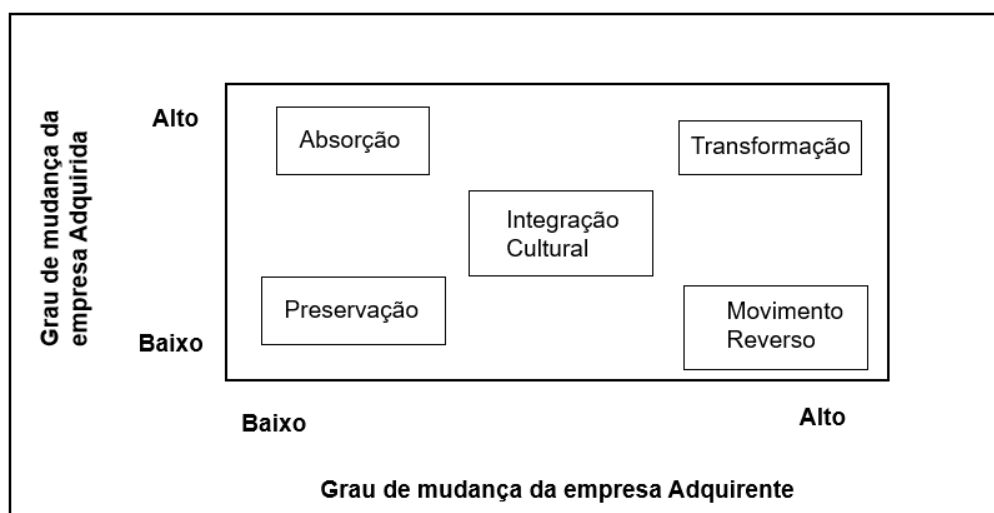 Grau de mudança da
empresa Adquirida
Alto
Absorção
Transformação
Integração
Cultural
Preservação
Movimento
Reverso
Baixo
Baixo
Alto
Grau de mudança da empresa Adquirente